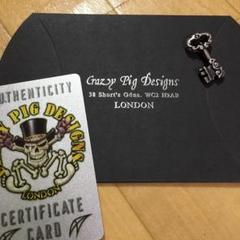 Crazy Pig Designs
38 Short's Gdns. WC2 H9AB
LONDON
AUTHENTICITY
PIG DESIGNS
LONDON
CERTIFICATE
CARD